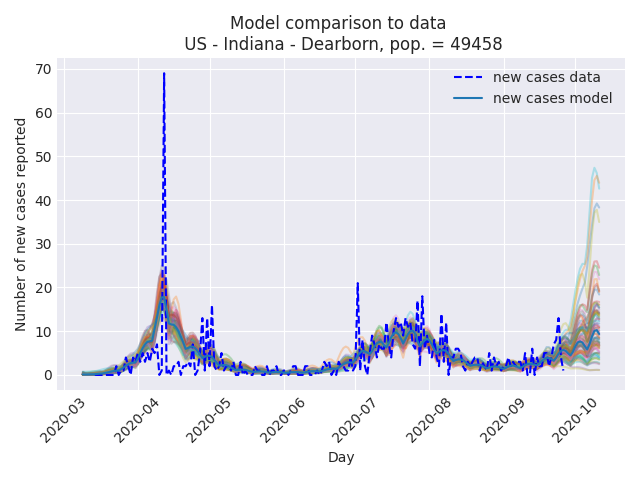 Model comparison to data
US - Indiana - Dearborn, pop. = 49458
new cases data
new cases model
Number of new cases reported
70
60
50
40
30
20
10
0
2020-03
2020-04
2020-05
2020-06
2020-07
2020-08
2020-09
2020-10
Day